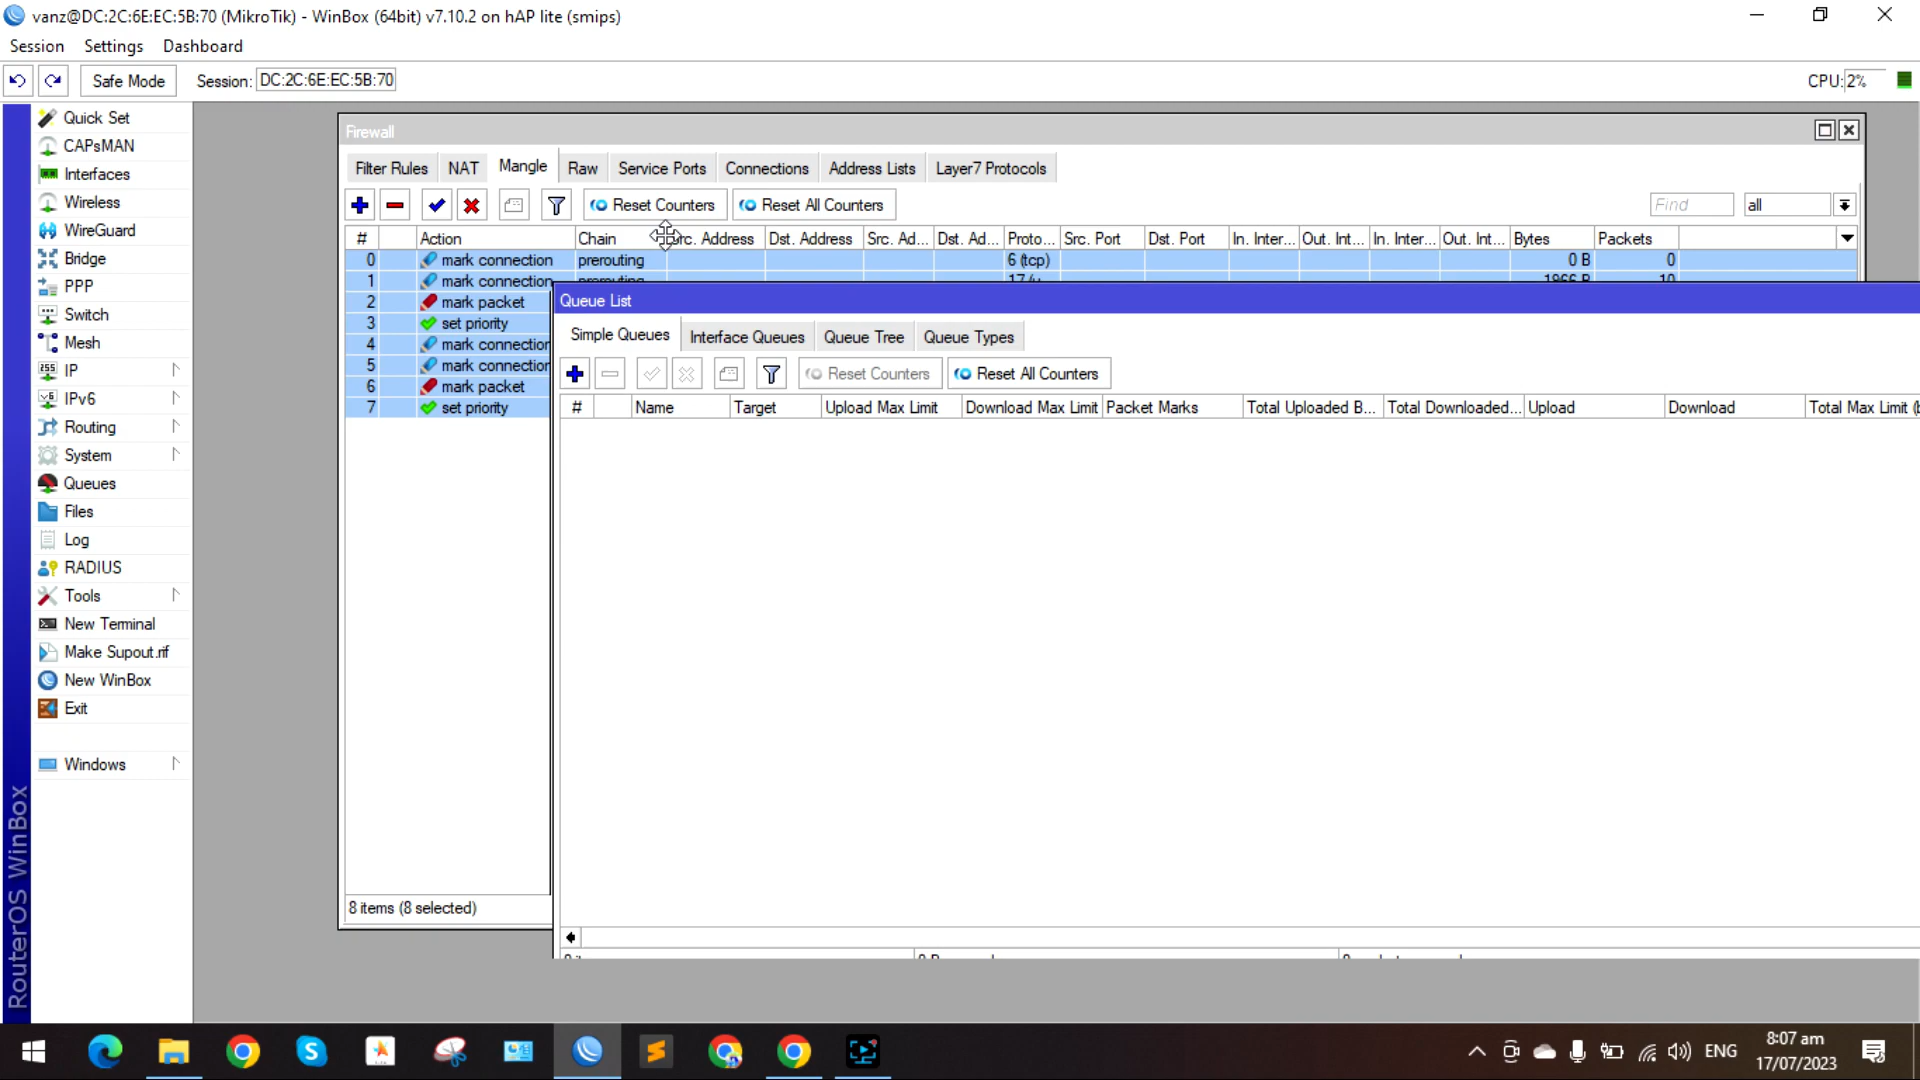 vanz@DC:2C:6E:EC:5B:70 (MikroTik) - WinBox (64bit) v7.10.2 on hAP lite (smips)
Session Settings Dashboard
Safe Mode Session: DC:2C:6E:EC:5B:70 CPU: 2%
Quick Set
CAPsMAN
Interfaces
Wireless
WireGuard
Bridge
PPP
Switch
Mesh
IP
IPv6
Routing
System
Queues
Files
Log
RADIUS
Tools
New Terminal
Make Supout.rif
New WinBox
Exit
Windows
RouterOS WinBox
Firewall
Filter Rules NAT Mangle Raw Service Ports Connections Address Lists Layer7 Protocols
Reset Counters Reset All Counters Find all
# Action Chain Src. Address Dst. Address Src. Ad... Dst. Ad... Proto... Src. Port Dst. Port In. Inter... Out. Int... In. Inter... Out. Int... Bytes Packets
0 mark connection prerouting 6 (tcp) 0 B 0
1 mark connection prerouting 1966 B 10
2 mark packet
3 set priority
4 mark connection
5 mark connection
6 mark packet
7 set priority
8 items (8 selected)
Queue List
Simple Queues Interface Queues Queue Tree Queue Types
Reset Counters Reset All Counters
# Name Target Upload Max Limit Download Max Limit Packet Marks Total Uploaded B... Total Downloaded... Upload Download Total Max Limit (b
ENG
8:07 am
17/07/2023